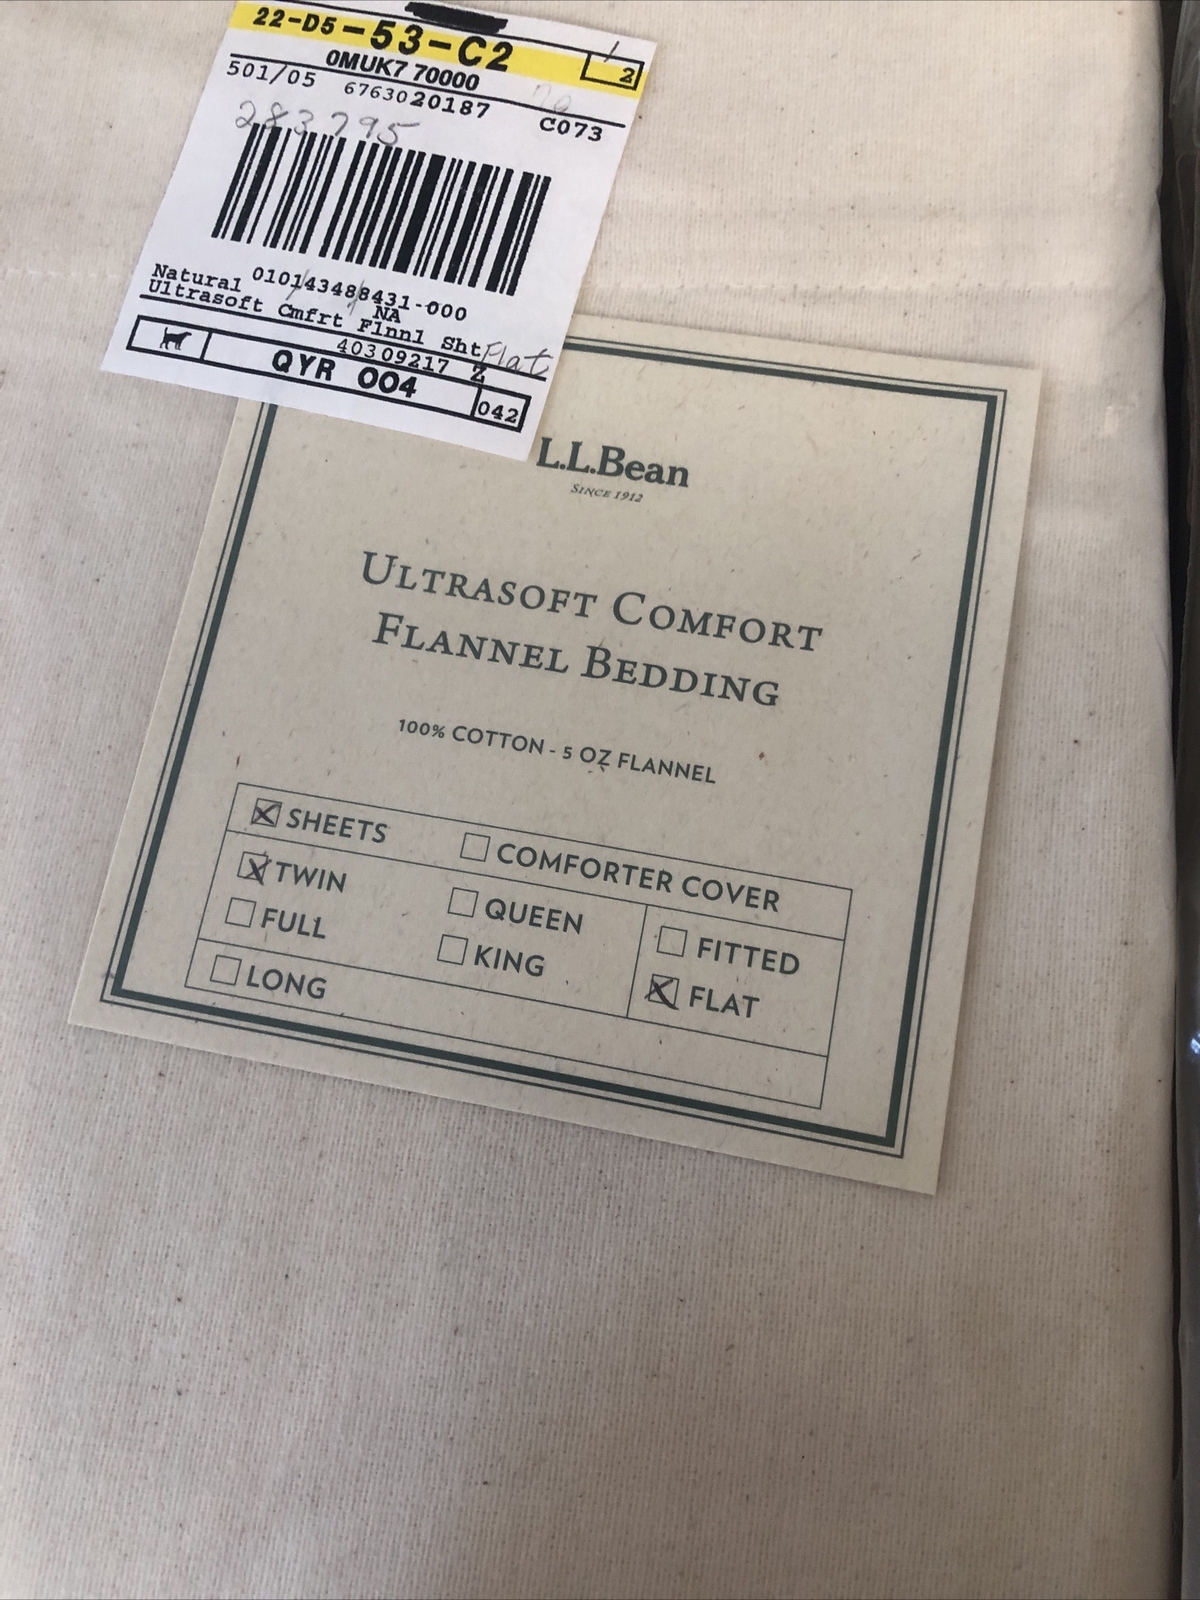 22-D5-53-C2
2
0MUK7 70000
501/05 6763020187 C073
283795
010143488431-000
Natural NA
Ultrasoft Cmfrt Flnnl Sht Flat
40309217 Z
QYR 004
042
L.L.Bean
SINCE 1912
ULTRASOFT COMFORT
FLANNEL BEDDING
100% COTTON - 5 OZ FLANNEL
SHEETS COMFORTER COVER
TWIN QUEEN FITTED
FULL KING FLAT
LONG